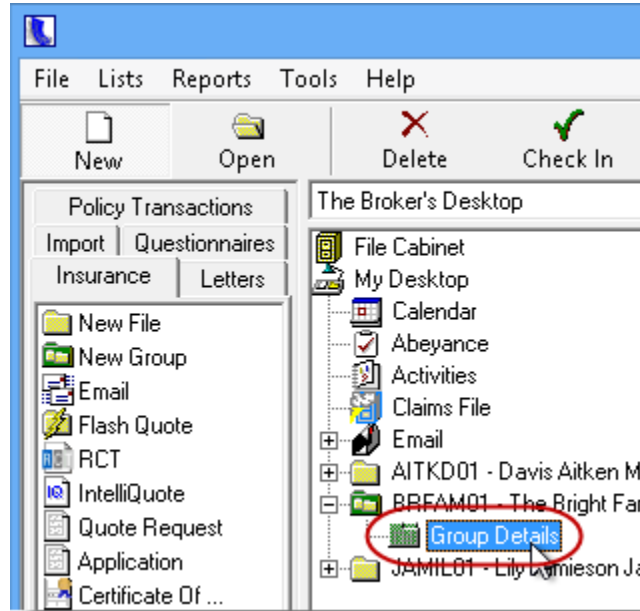 File Lists Reports Tools Help
New Open Delete Check In
Policy Transactions
Import Questionnaires
Insurance Letters
New File
New Group
Email
Flash Quote
RCT
IntelliQuote
Quote Request
Application
Certificate Of ...
The Broker's Desktop
File Cabinet
My Desktop
Calendar
Abeyance
Activities
Claims File
Email
AITKD01 - Davis Aitken M
BRFAM01 - The Bright Far
Group Details
JAMIL01 - Lily Jamieson Ja